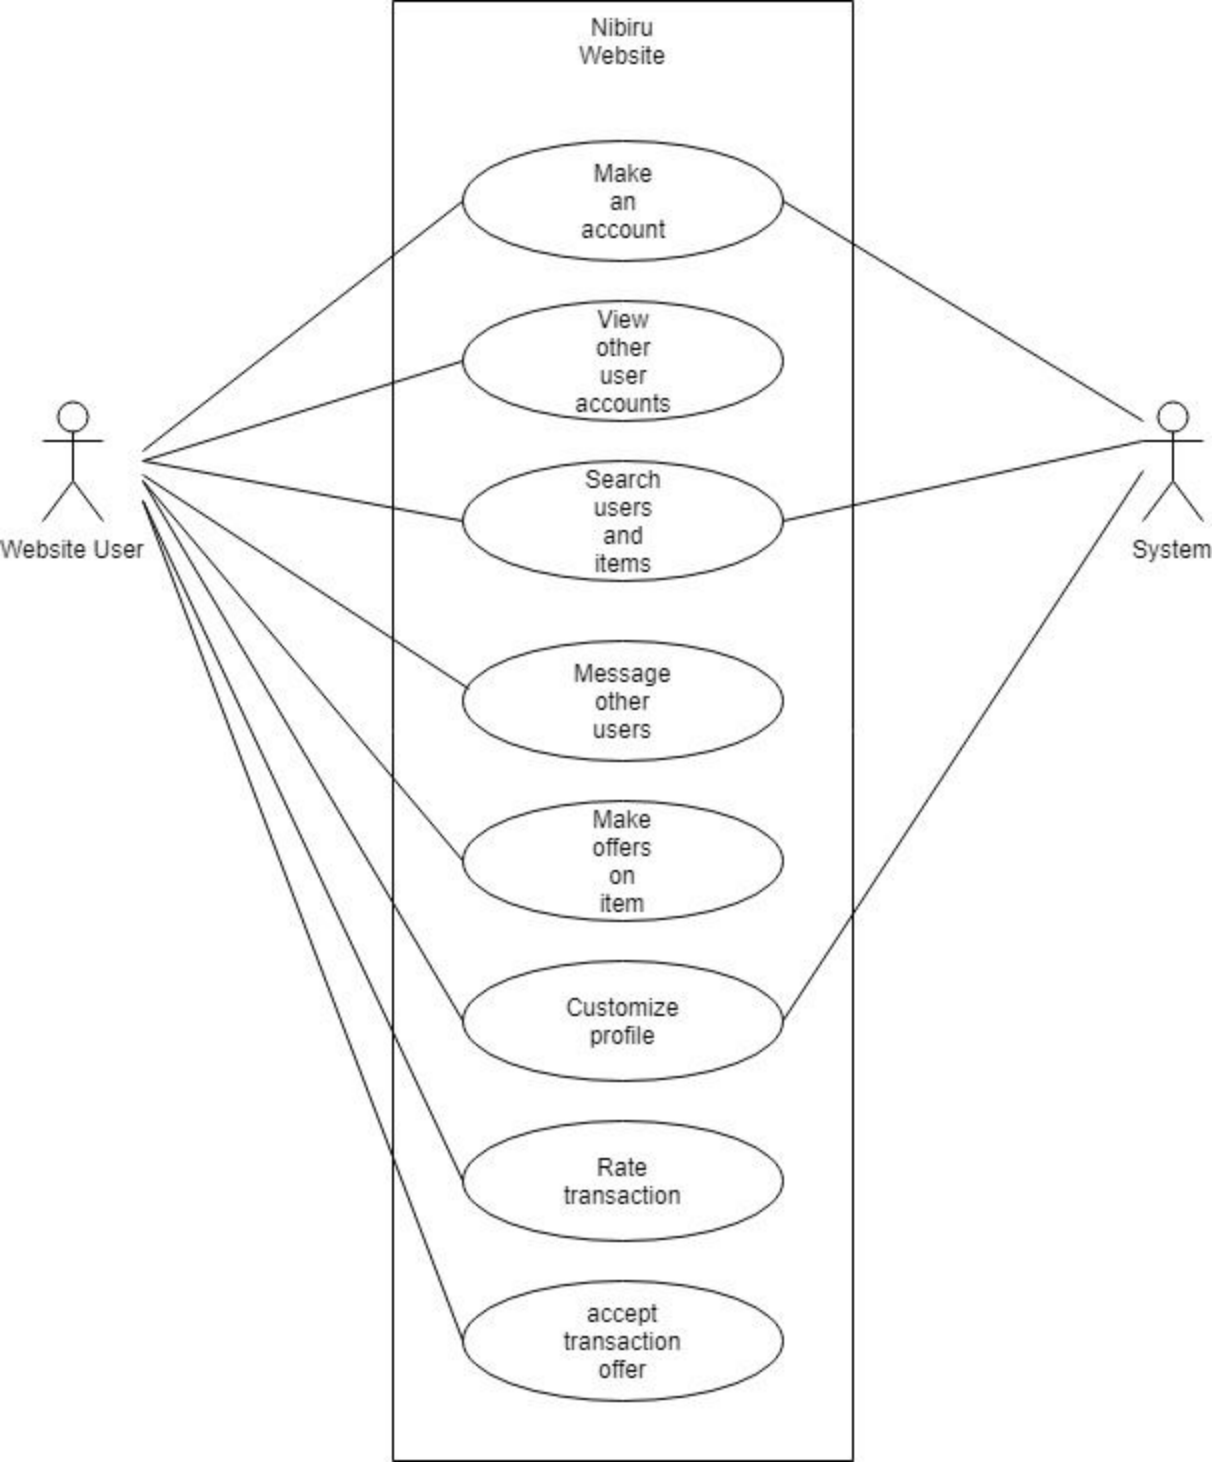 Nibiru
Website
Make
an
account
View
other
user
accounts
Website User
System
Search
users
and
items
Message
other
users
Make
offers
on
item
Customize
profile
Rate
transaction
accept
transaction
offer